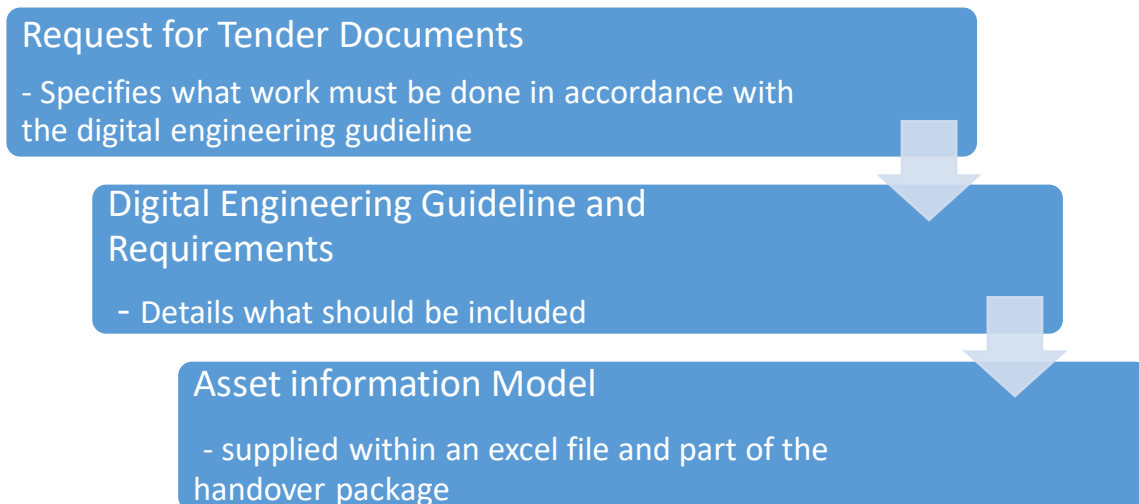 Request for Tender Documents
- Specifies what work must be done in accordance with
the digital engineering gudieline
Digital Engineering Guideline and
Requirements
- Details what should be included
Asset information Model
- supplied within an excel file and part of the
handover package